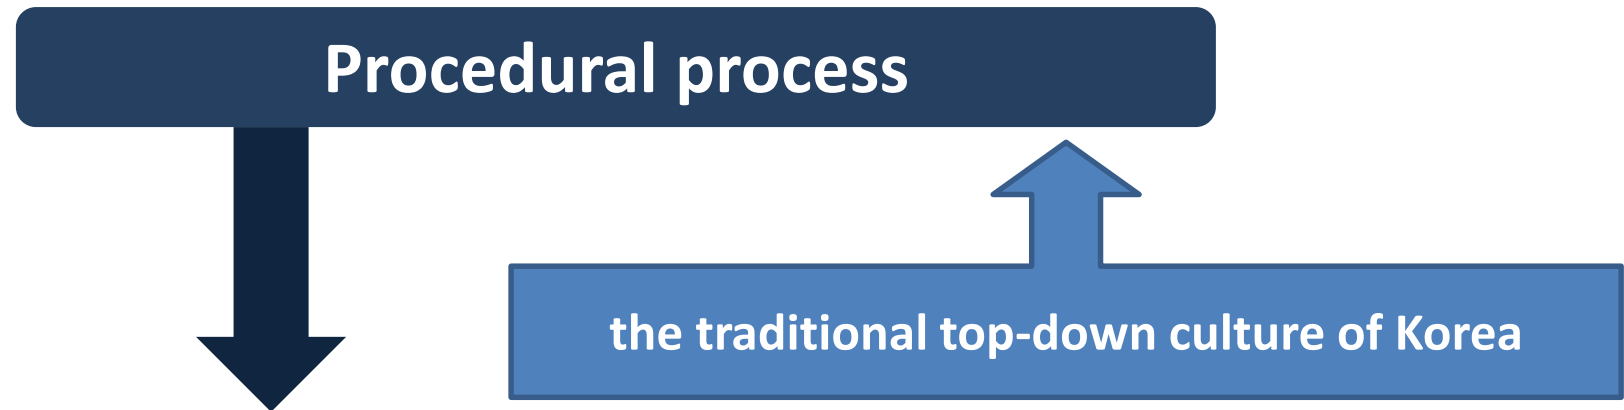 Procedural process
the traditional top-down culture of Korea